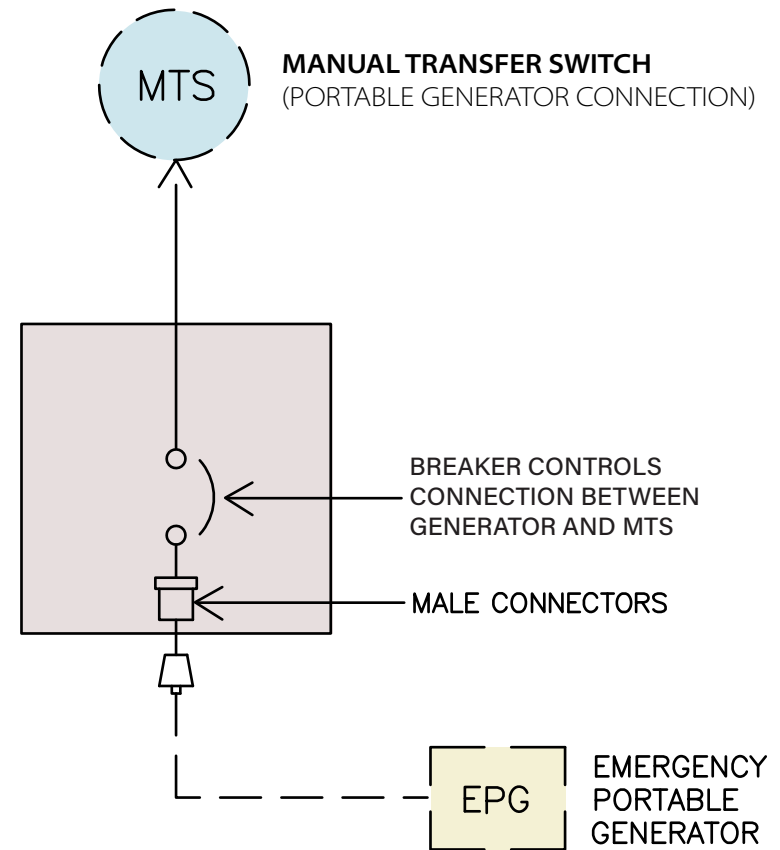 MTS
MANUAL TRANSFER SWITCH
(PORTABLE GENERATOR CONNECTION)
BREAKER CONTROLS
CONNECTION BETWEEN
GENERATOR AND MTS
MALE CONNECTORS
EPG
EMERGENCY
PORTABLE
GENERATOR